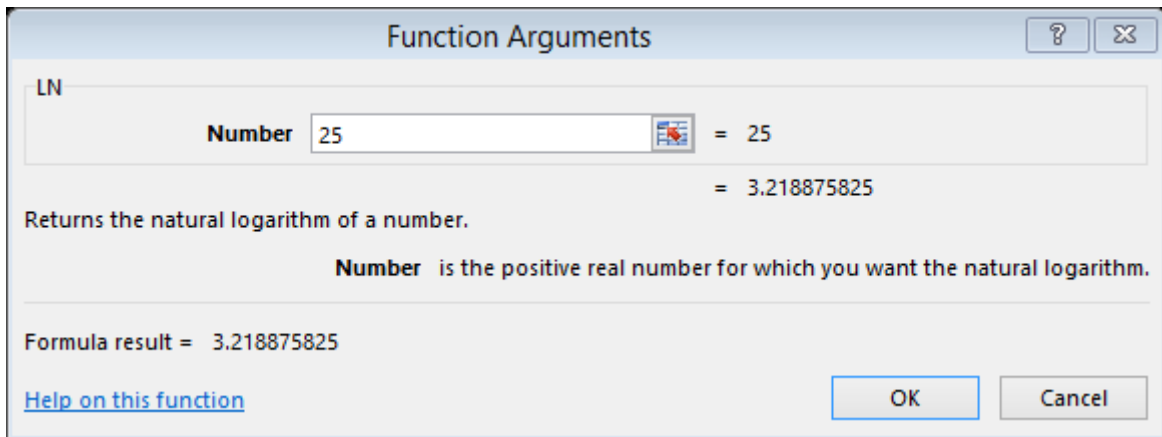 Function Arguments
LN
Number 25 = 25
= 3.218875825
Returns the natural logarithm of a number.
Number is the positive real number for which you want the natural logarithm.
Formula result = 3.218875825
Help on this function
OK Cancel